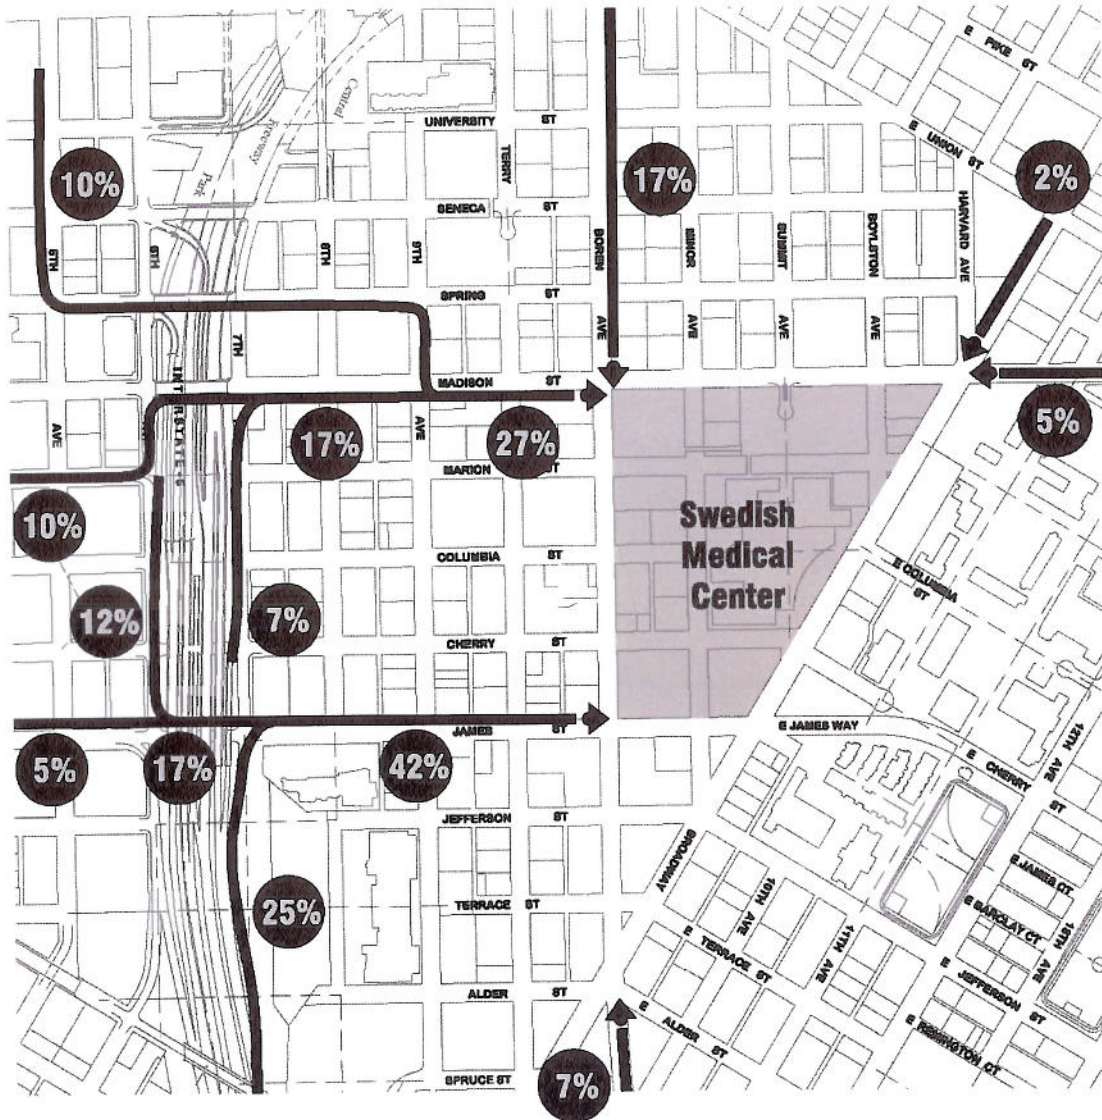 E PIKE ST
UNIVERSITY ST
E UNION ST
Central
Freeway
Park
TERRY
10%
17%
2%
SENECA ST
HARVARD AVE
5TH
6TH
8TH
9TH
BOREN AVE
MINOR AVE
SUMMIT AVE
BOYLSTON AVE
SPRING ST
7TH
MADISON ST
INTERSTATE 5
AVE
AVE
17%
27%
5%
MARION ST
10%
Swedish
Medical
Center
COLUMBIA ST
E COLUMBIA ST
12%
7%
CHERRY ST
JAMES ST
E JAMES WAY
12TH AVE
5%
17%
42%
E CHERRY ST
JEFFERSON ST
BROADWAY
E JAMES CT
10TH AVE
E BARCLAY CT
25%
TERRACE ST
11TH AVE
13TH AVE
E TERRACE ST
E JEFFERSON ST
ALDER ST
E ALDER ST
E REMINGTON CT
7%
SPRUCE ST